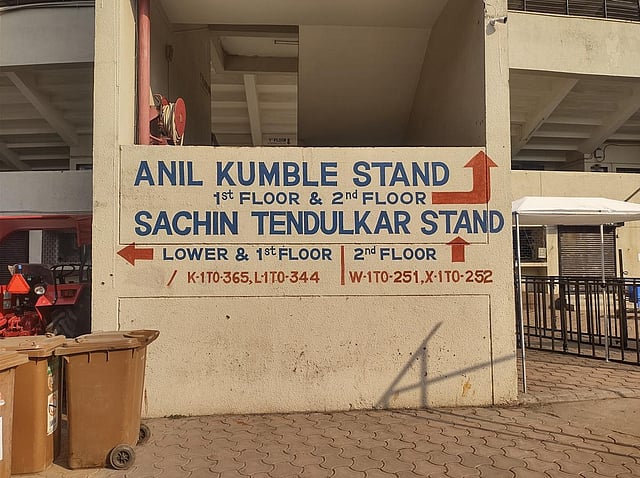 ANIL KUMBLE STAND
1st FLOOR & 2nd FLOOR
SACHIN TENDULKAR STAND
LOWER & 1st FLOOR | 2nd FLOOR
/ K-1TO-365,L-1TO-344 | W-1TO-251,X-1TO-252